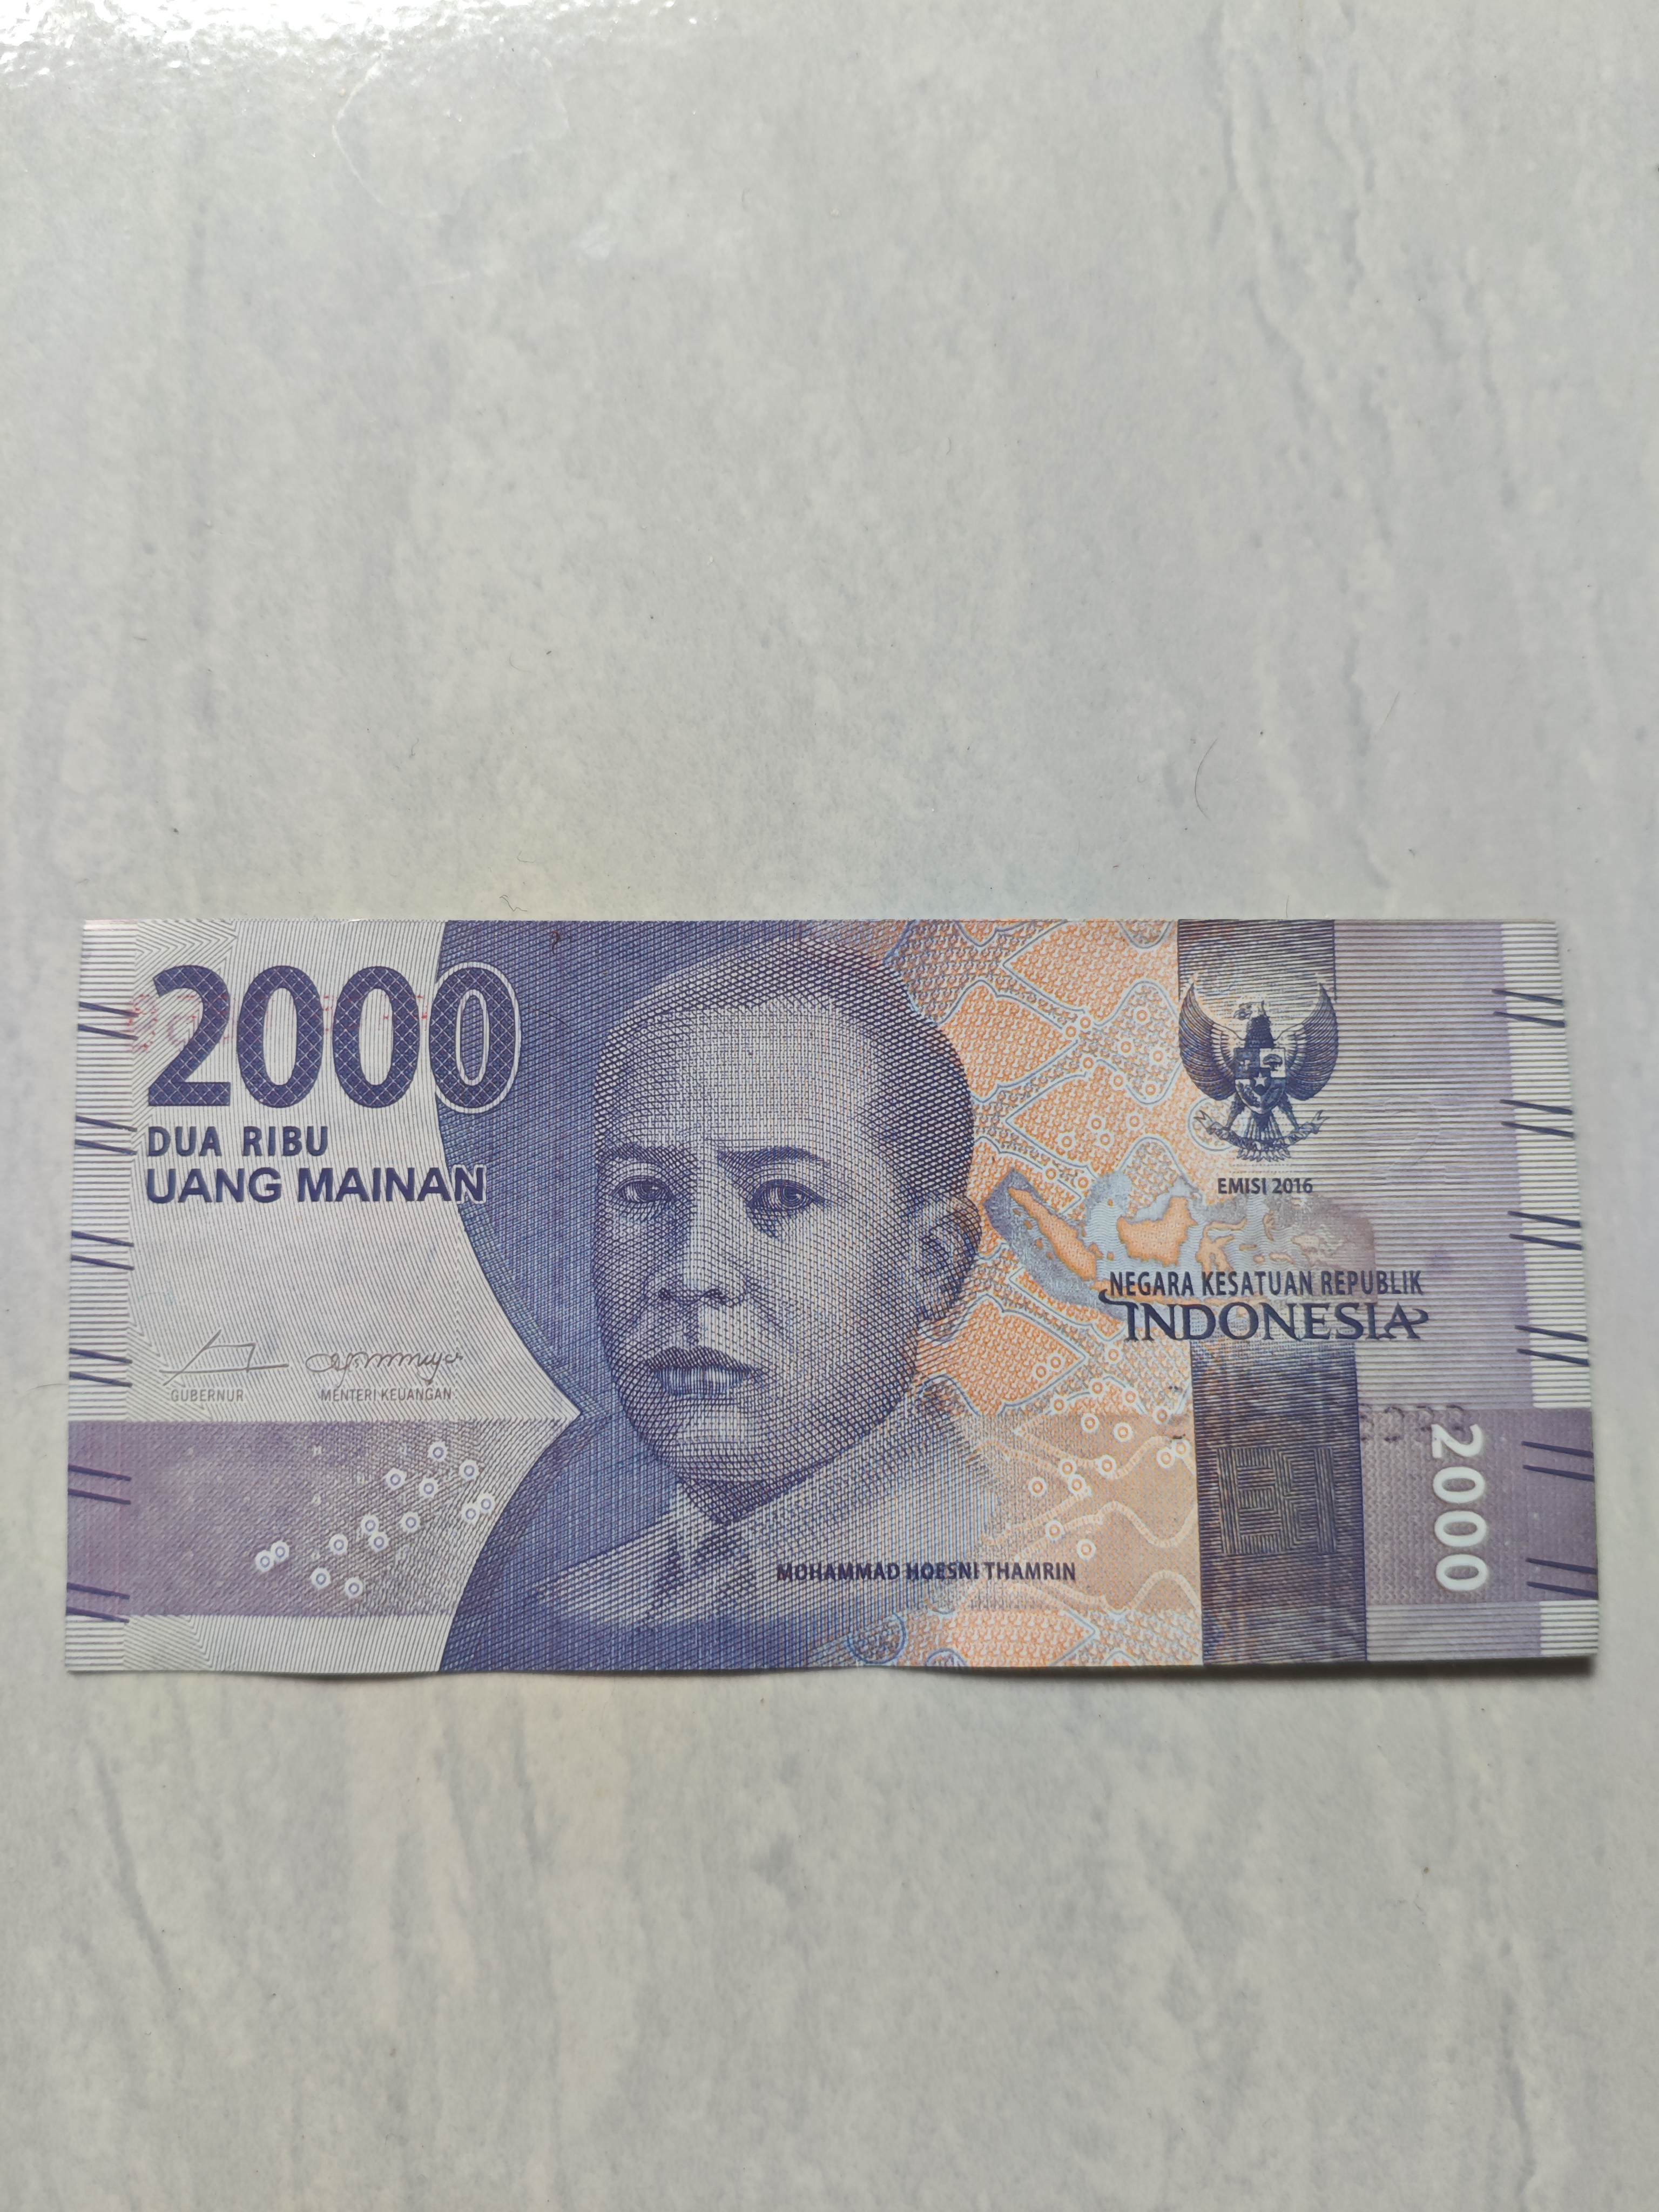 2000
DUA RIBU
UANG MAINAN
GUBERNUR
MENTERI KEUANGAN
EMISI 2016
NEGARA KESATUAN REPUBLIK
INDONESIA
MOHAMMAD HOESNI THAMRIN
2000